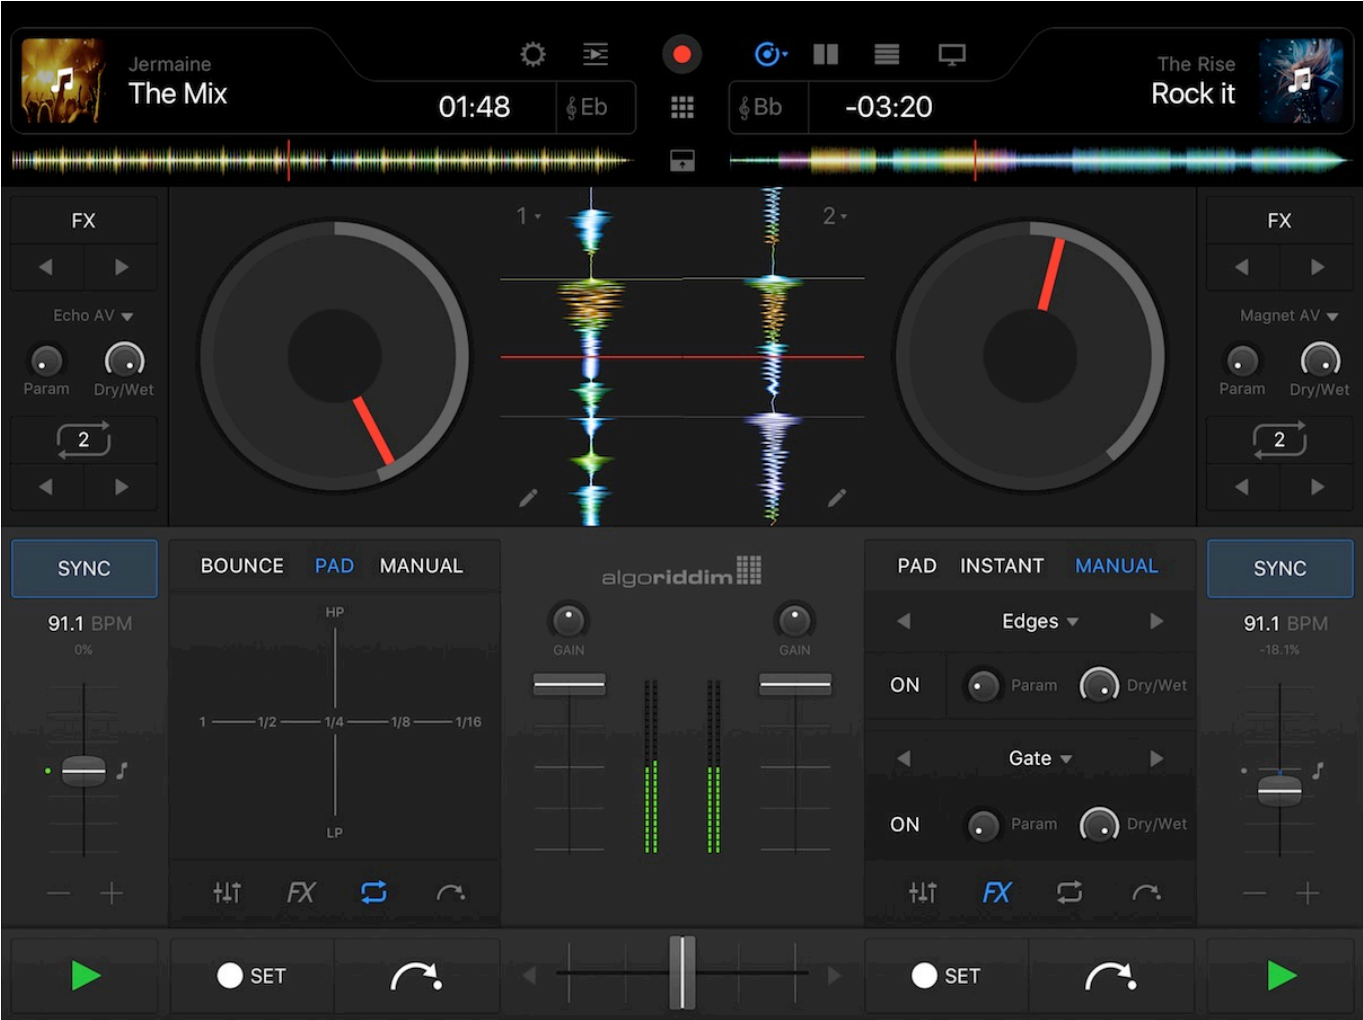 Jermaine
The Mix
01:48
Eb
Bb
-03:20
The Rise
Rock it
FX
1
2
FX
Echo AV
Param
Dry/Wet
2
Magnet AV
Param
Dry/Wet
2
SYNC
91.1 BPM
0%
BOUNCE PAD MANUAL
HP
1 1/2 1/4 1/8 1/16
LP
FX
algoriddim
GAIN
GAIN
PAD INSTANT MANUAL
Edges
ON Param Dry/Wet
Gate
ON Param Dry/Wet
FX
SYNC
91.1 BPM
-18.1%
SET
SET